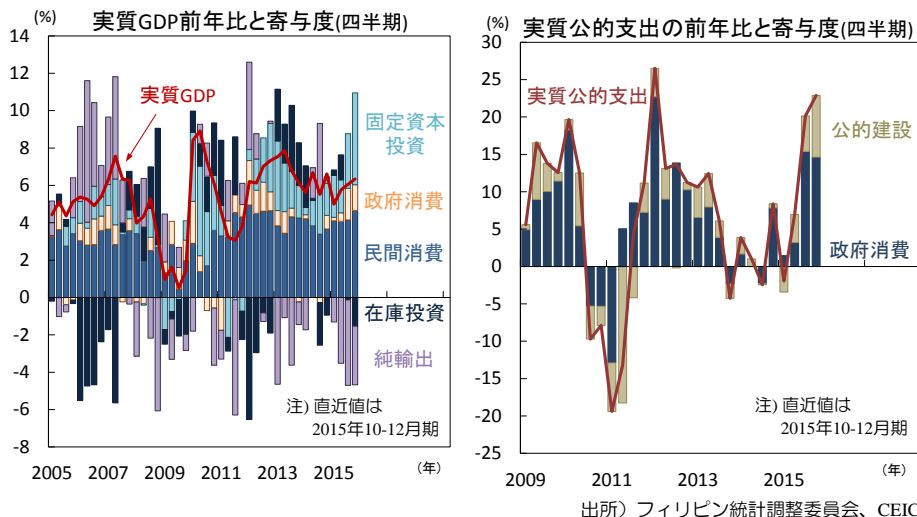 実質GDP前年比と寄与度(四半期)
(%)
14
12
10
8
6
4
2
0
-2
-4
-6
-8
実質GDP
固定資本
投資
政府消費
民間消費
在庫投資
純輸出
注) 直近値は
2015年10-12月期
2005
2007
2009
2011
2013
2015
(年)
実質公的支出の前年比と寄与度(四半期)
(%)
30
25
20
15
10
5
0
-5
-10
-15
-20
-25
実質公的支出
公的建設
政府消費
注) 直近値は
2015年10-12月期
2009
2011
2013
2015
(年)
出所）フィリピン統計調整委員会、CEIC